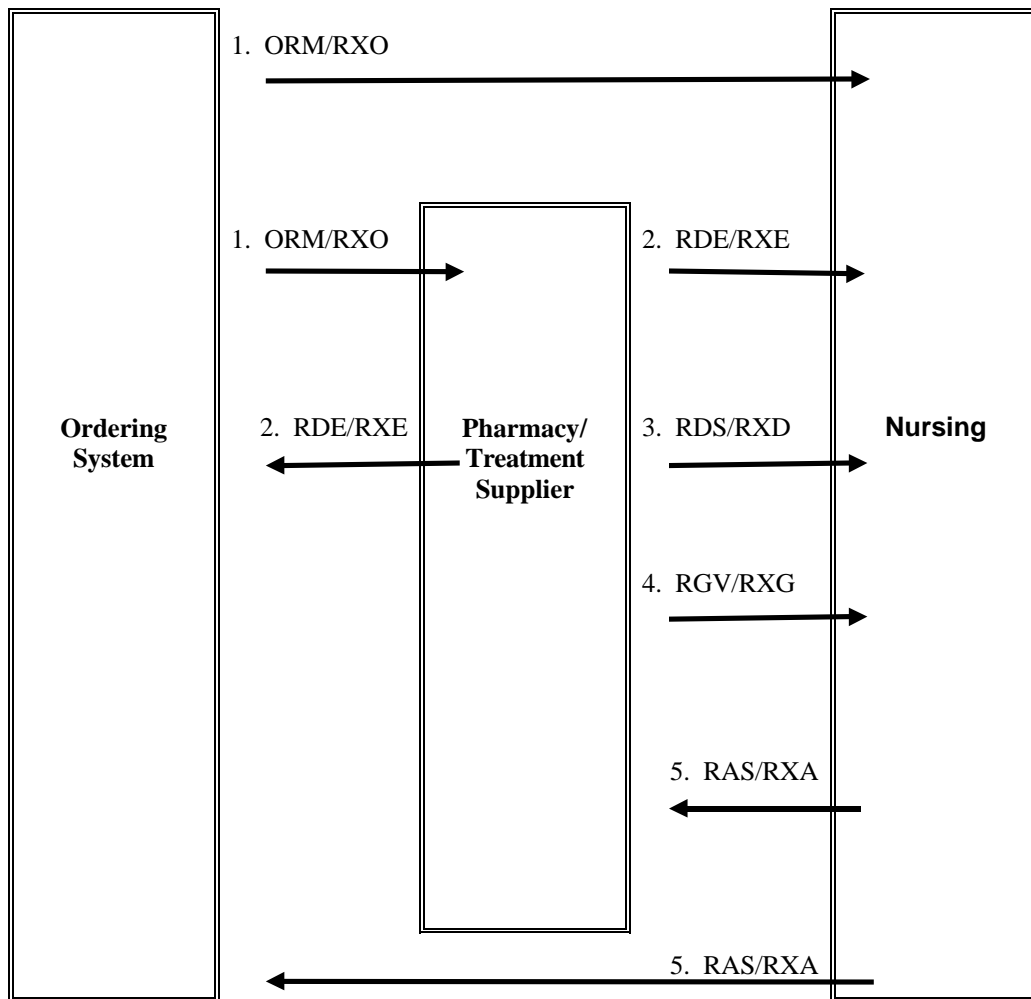 1. ORM/RXO
1. ORM/RXO
2. RDE/RXE
Ordering
System
2. RDE/RXE
Pharmacy/
Treatment
Supplier
3. RDS/RXD
Nursing
4. RGV/RXG
5. RAS/RXA
5. RAS/RXA